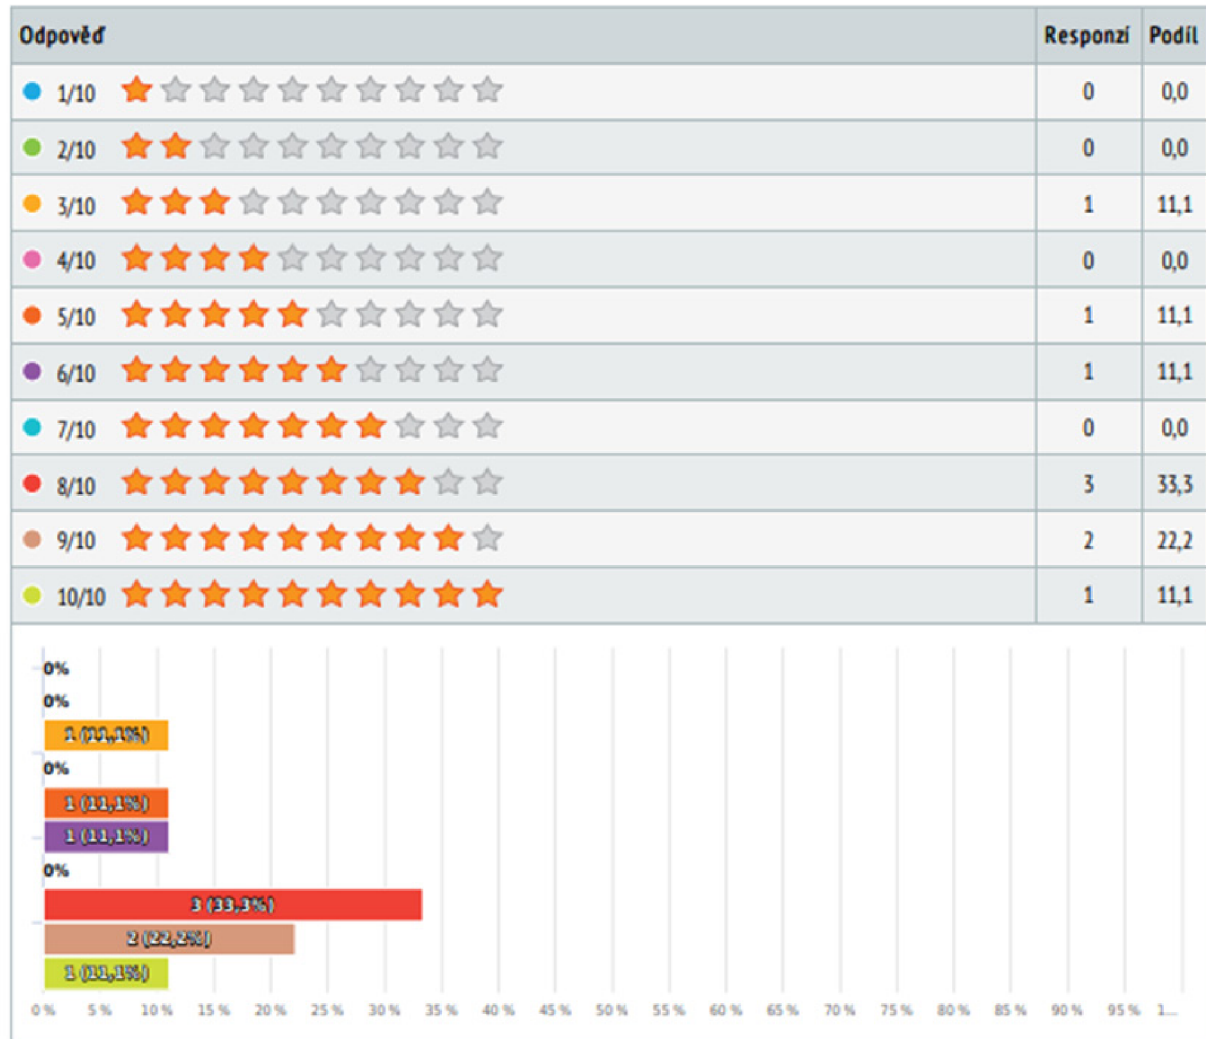 Odpověď Responzí Podíl
1/10 0 0,0
2/10 0 0,0
3/10 1 11,1
4/10 0 0,0
5/10 1 11,1
6/10 1 11,1
7/10 0 0,0
8/10 3 33,3
9/10 2 22,2
10/10 1 11,1
0%
0%
1 (11,1%)
0%
1 (11,1%)
1 (11,1%)
0%
3 (33,3%)
2 (22,2%)
1 (11,1%)
0 % 5 % 10 % 15 % 20 % 25 % 30 % 35 % 40 % 45 % 50 % 55 % 60 % 65 % 70 % 75 % 80 % 85 % 90 % 95 % 1...